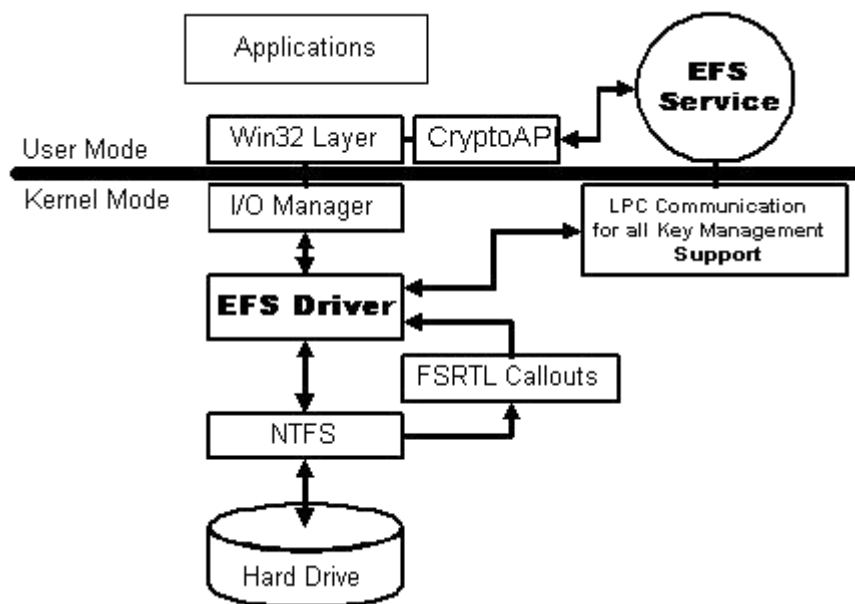 Applications
EFS
Service
Win32 Layer
CryptoAPI
User Mode
Kernel Mode
I/O Manager
LPC Communication
for all Key Management
Support
EFS Driver
FSRTL Callouts
NTFS
Hard Drive